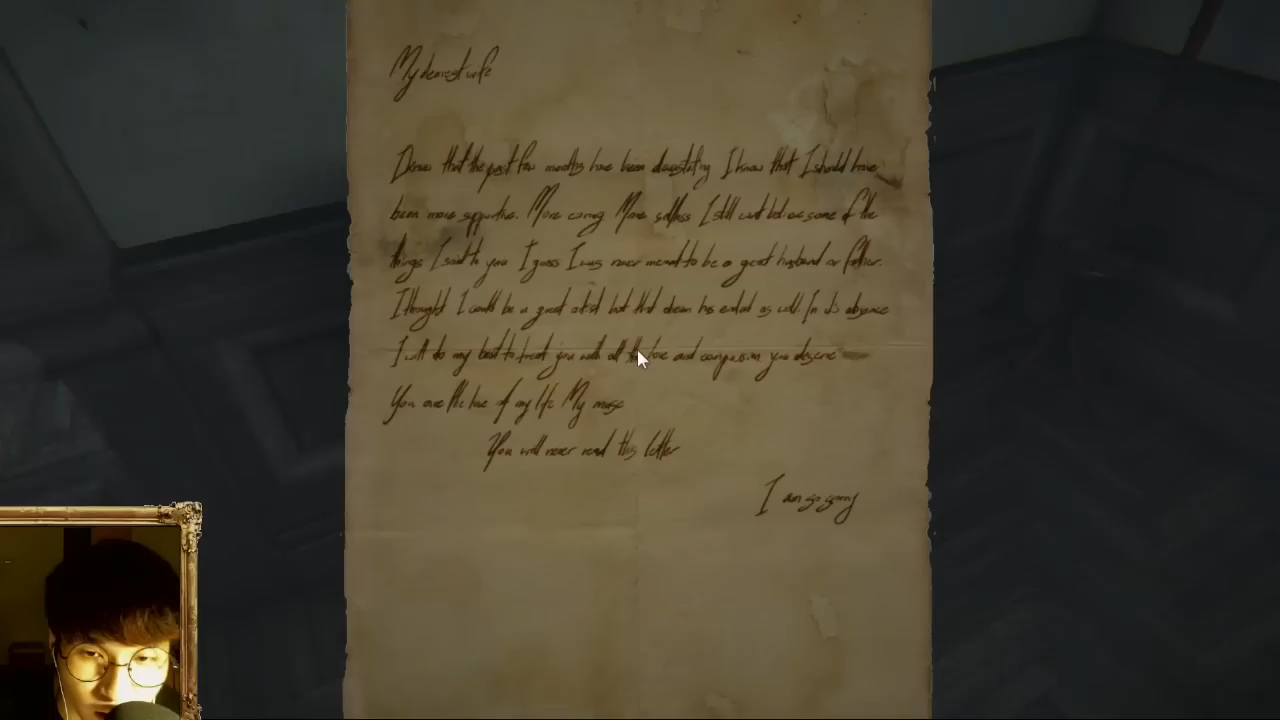 My dearest wife
I know that the past few months have been devastating I know that I should have
been more supportive. More caring More selfless I still can't believe some of the
things I said to you I guess I was never meant to be a great husband or father.
I thought I could be a great artist but that dream has ended as well. In it's absence
I will do my best to treat you with all the love and compassion you deserve
You are the love of my life My muse
You will never read this letter
I am so sorry